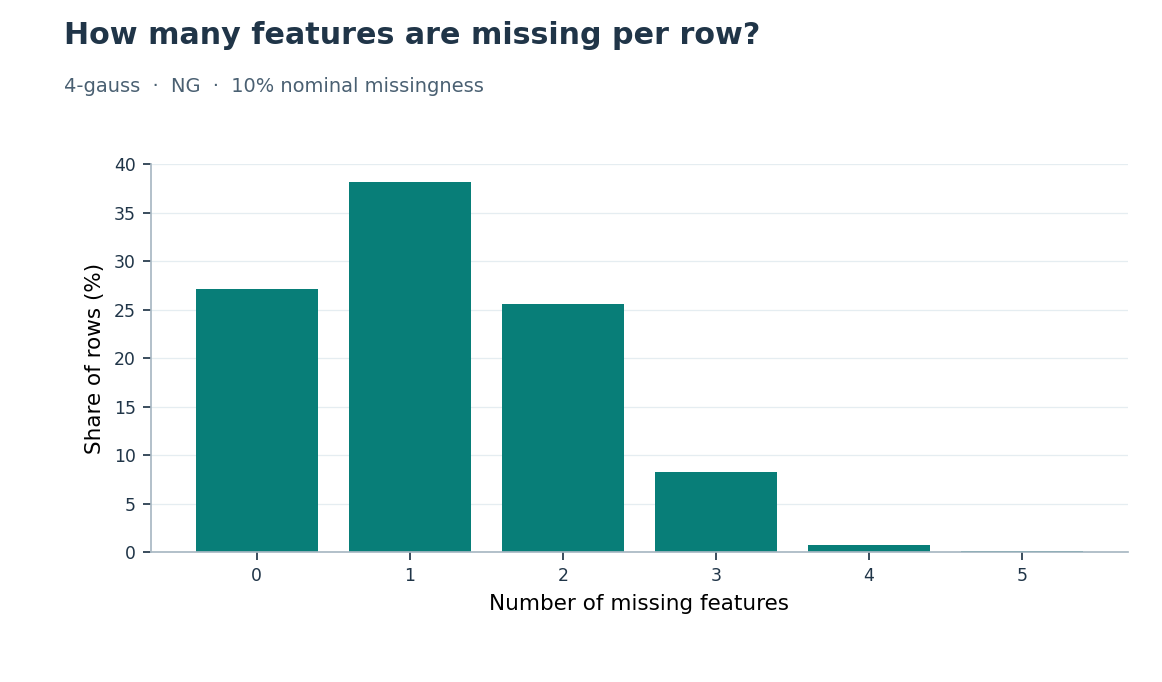 How many features are missing per row?
4-gauss · NG · 10% nominal missingness
40
35
30
25
20
15
10
5
0
Share of rows (%)
0 1 2 3 4 5
Number of missing features